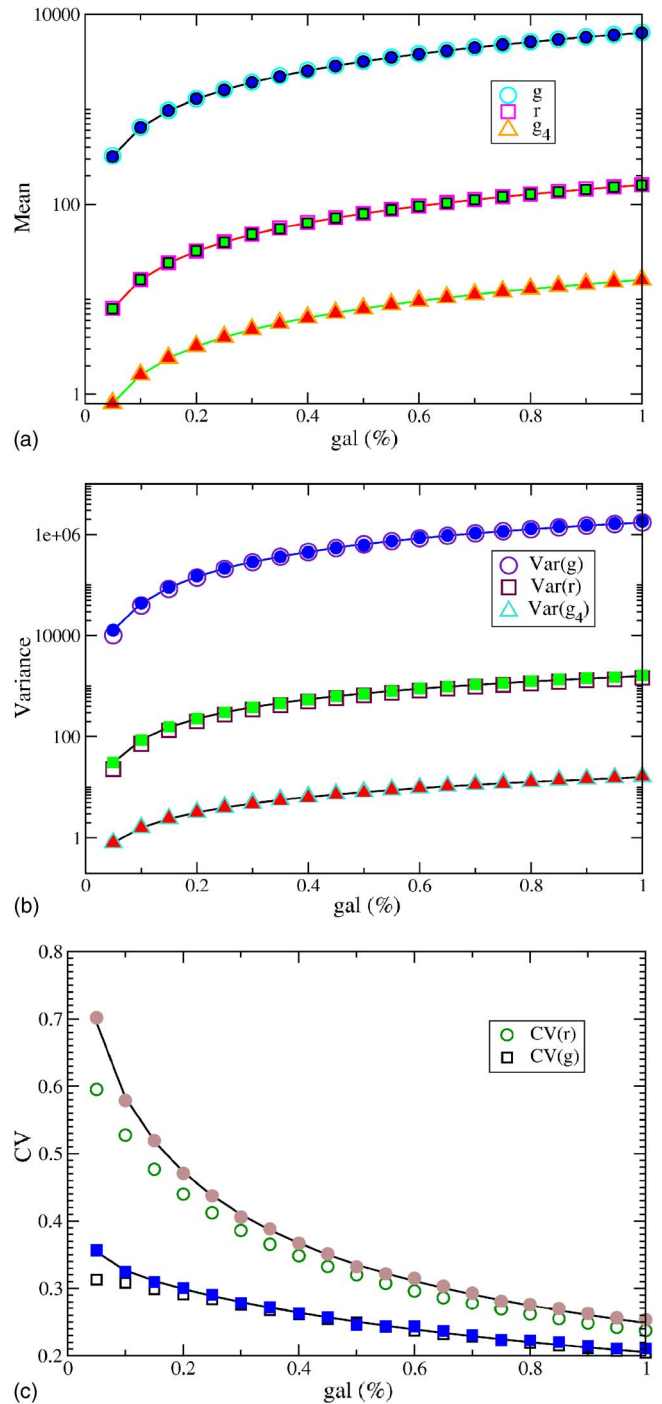 10000
100
1
Mean
g
r
g4
0
0.2
0.4
0.6
0.8
1
gal (%)
(a)
1e+06
10000
100
1
Variance
Var(g)
Var(r)
Var(g4)
0
0.2
0.4
0.6
0.8
1
gal (%)
(b)
0.8
0.7
0.6
0.5
0.4
0.3
0.2
CV
CV(r)
CV(g)
0
0.2
0.4
0.6
0.8
1
gal (%)
(c)